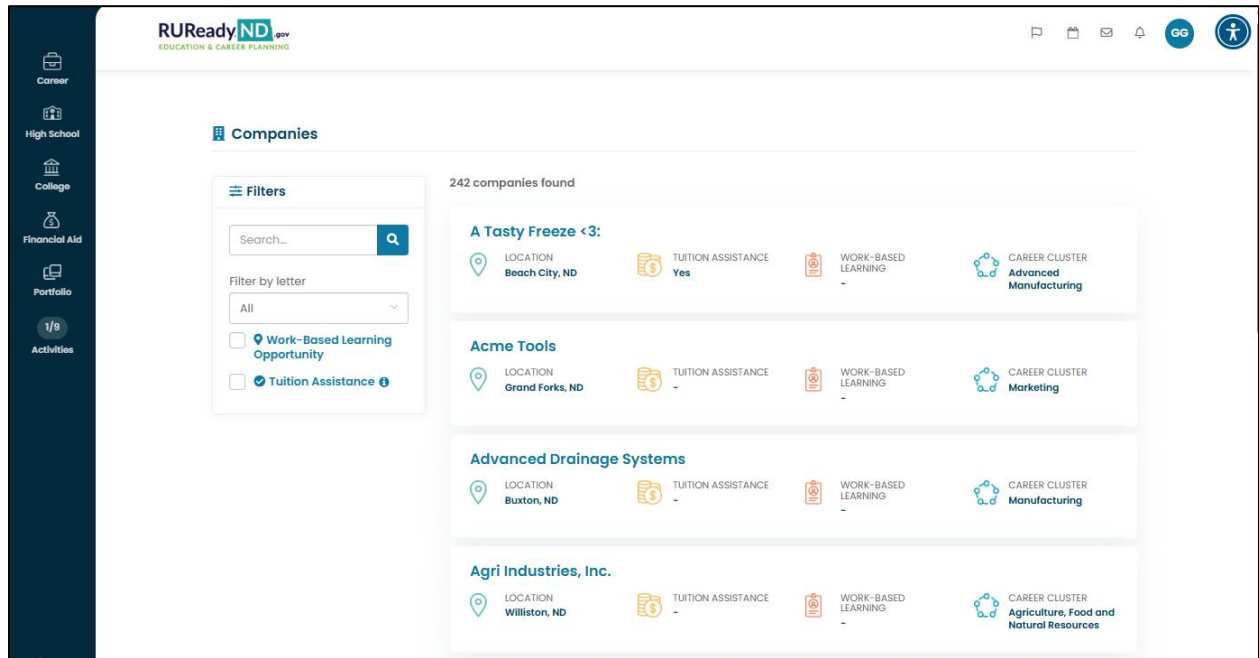 RUReady ND .gov
EDUCATION & CAREER PLANNING
GG
Career
High School
College
Financial Aid
Portfolio
1/9
Activities
Companies
Filters
Search...
Filter by letter
All
Work-Based Learning
Opportunity
Tuition Assistance
242 companies found
A Tasty Freeze <3:
LOCATION
Beach City, ND
TUITION ASSISTANCE
Yes
WORK-BASED
LEARNING
-
CAREER CLUSTER
Advanced
Manufacturing
Acme Tools
LOCATION
Grand Forks, ND
TUITION ASSISTANCE
-
WORK-BASED
LEARNING
-
CAREER CLUSTER
Marketing
Advanced Drainage Systems
LOCATION
Buxton, ND
TUITION ASSISTANCE
-
WORK-BASED
LEARNING
-
CAREER CLUSTER
Manufacturing
Agri Industries, Inc.
LOCATION
Williston, ND
TUITION ASSISTANCE
-
WORK-BASED
LEARNING
-
CAREER CLUSTER
Agriculture, Food and
Natural Resources